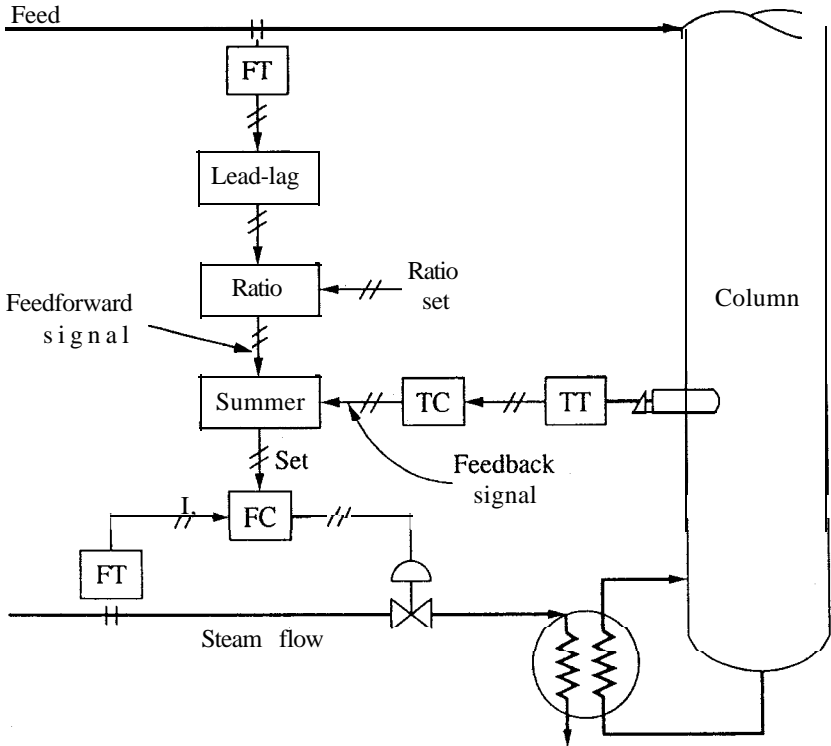 Feed
FT
Lead-lag
Ratio
Ratio
set
Feedforward
signal
Column
Summer
TC
TT
Set
Feedback
signal
I,
FC
FT
Steam flow